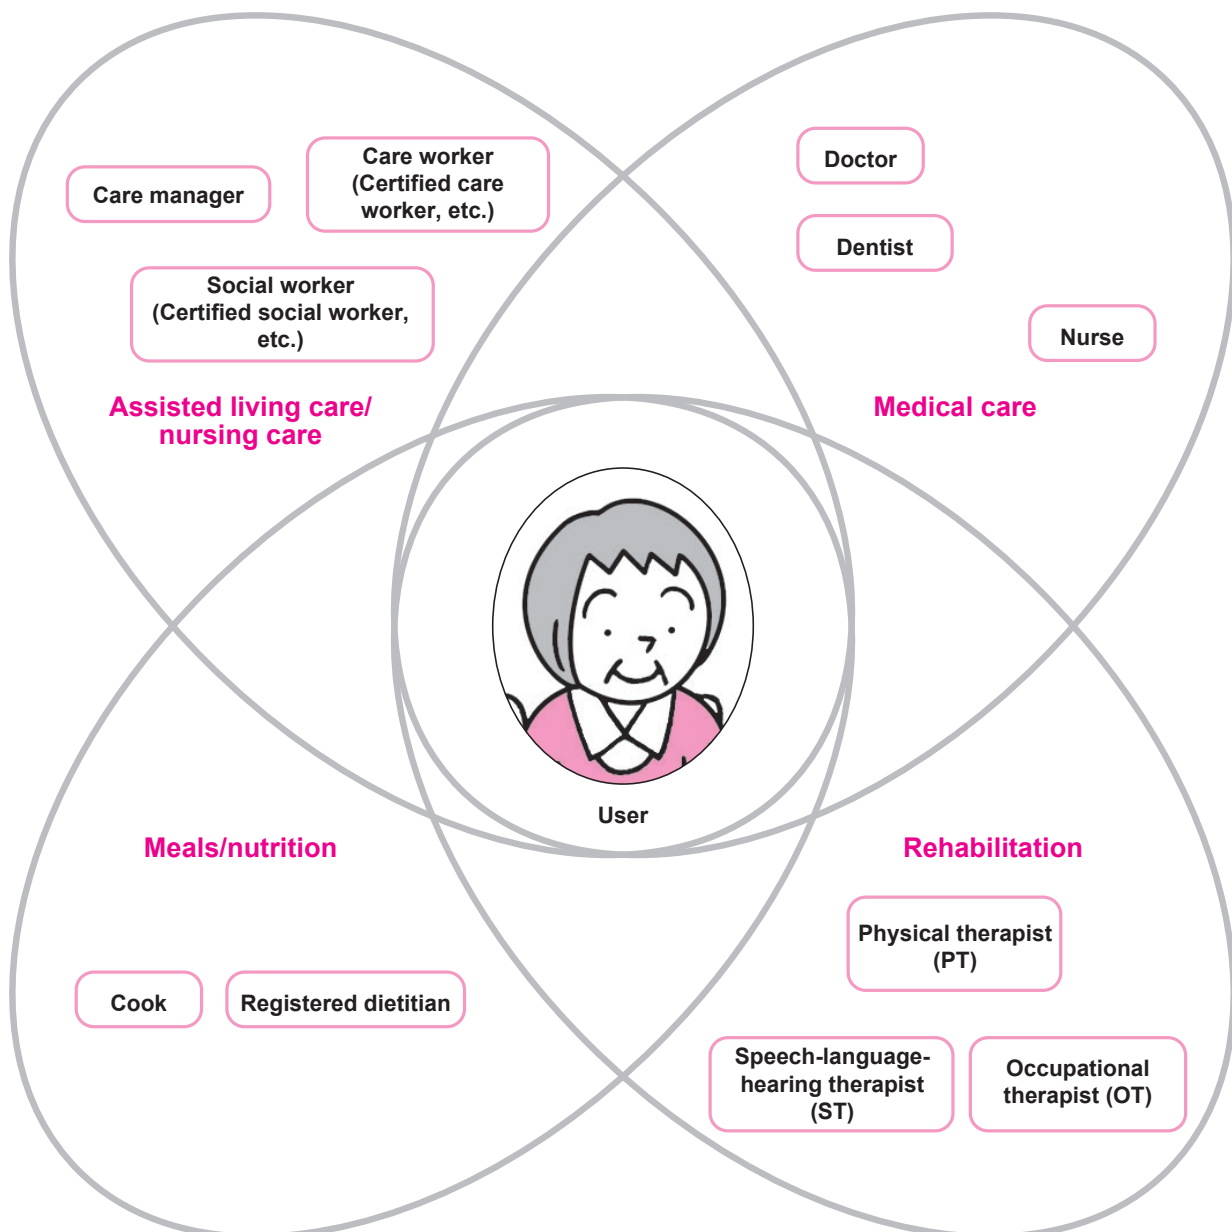 Care manager
Care worker
(Certified care
worker, etc.)
Social worker
(Certified social worker,
etc.)
Assisted living care/
nursing care
Doctor
Dentist
Nurse
Medical care
User
Meals/nutrition
Cook
Registered dietitian
Rehabilitation
Physical therapist
(PT)
Speech-language-
hearing therapist
(ST)
Occupational
therapist (OT)